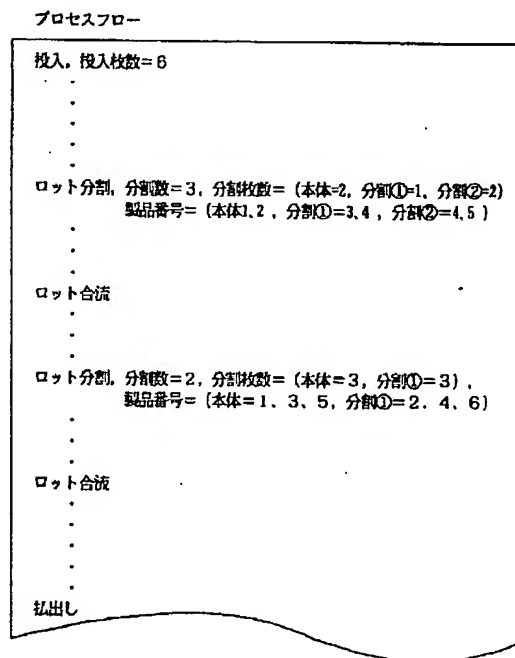 プロセスフロー
投入, 投入枚数=6
ロット分割, 分割数=3, 分割枚数= (本体=2, 分割①=1, 分割②=2)
製品番号= (本体1.2 , 分割①=3.4 , 分割②=4.5 )
ロット合流
ロット分割, 分割数=2, 分割枚数= (本体=3, 分割①=3) ,
製品番号= (本体=1. 3. 5, 分割①=2. 4. 6)
ロット合流
払出し